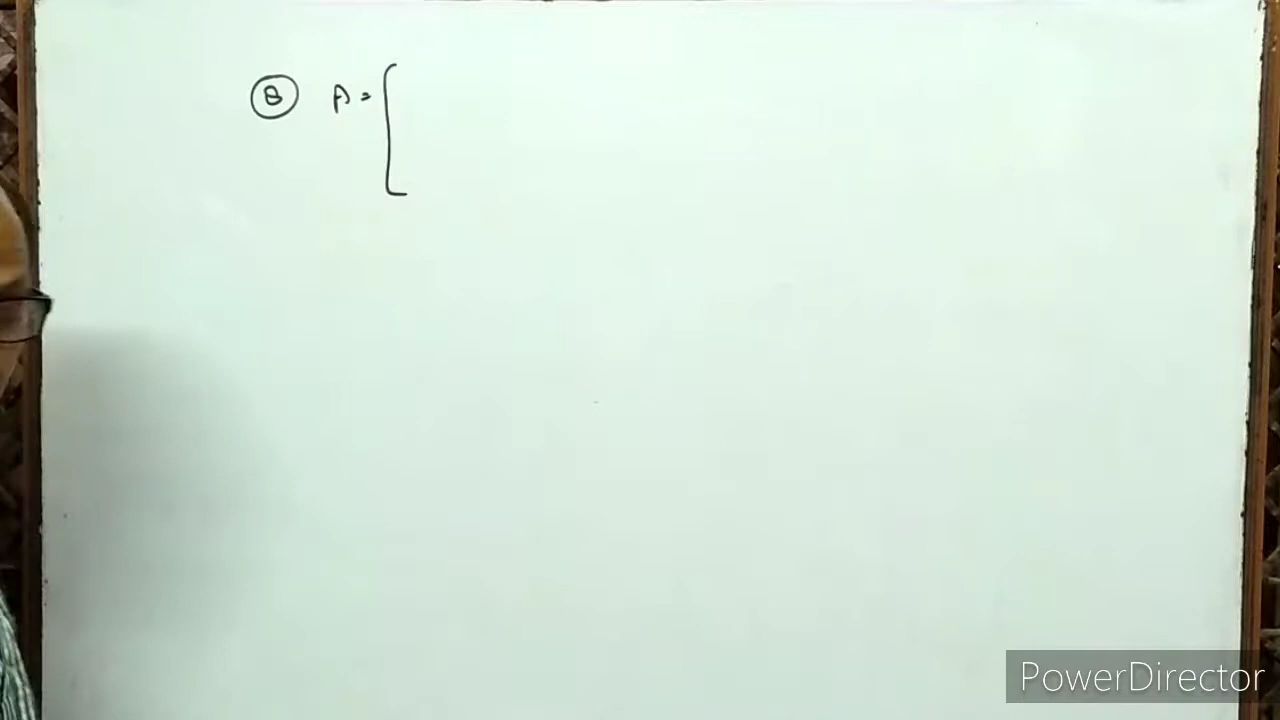 ⑧ A = [
PowerDirector